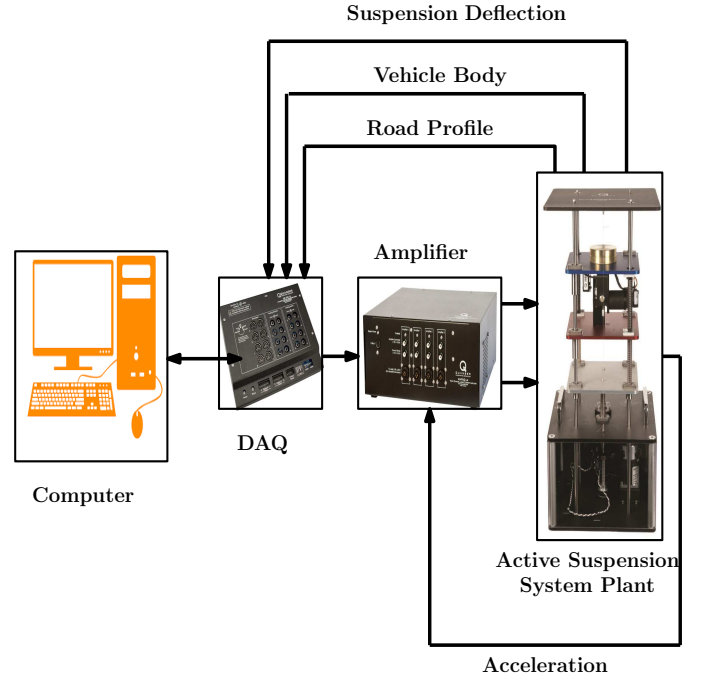 Suspension Deflection
Vehicle Body
Road Profile
Amplifier
DAQ
Computer
Active Suspension
System Plant
Acceleration